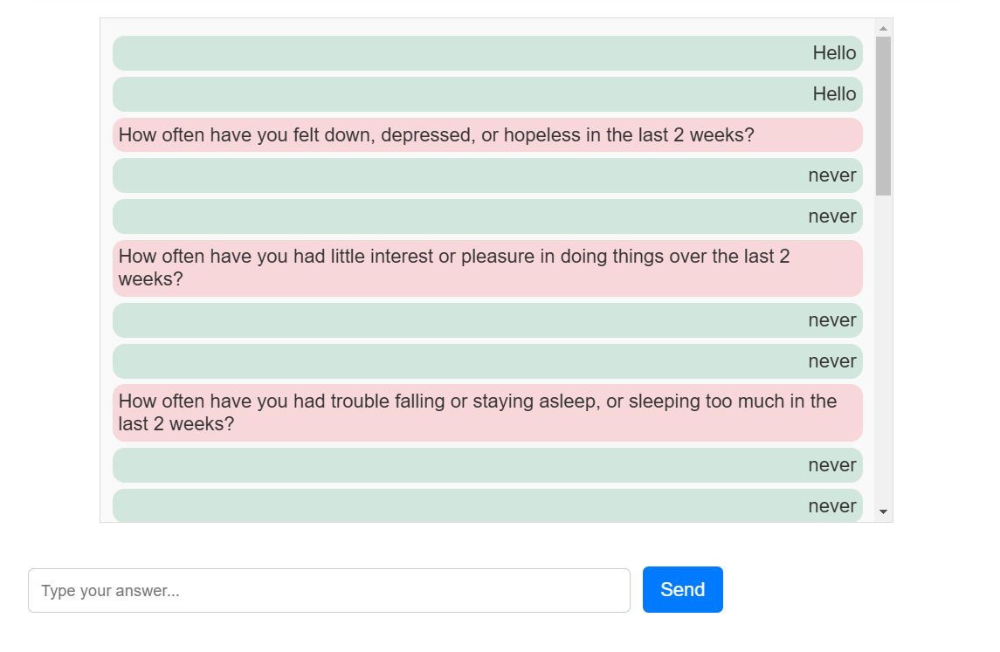 Hello
Hello
How often have you felt down, depressed, or hopeless in the last 2 weeks?
never
never
How often have you had little interest or pleasure in doing things over the last 2
weeks?
never
never
How often have you had trouble falling or staying asleep, or sleeping too much in the
last 2 weeks?
never
never
Type your answer...
Send